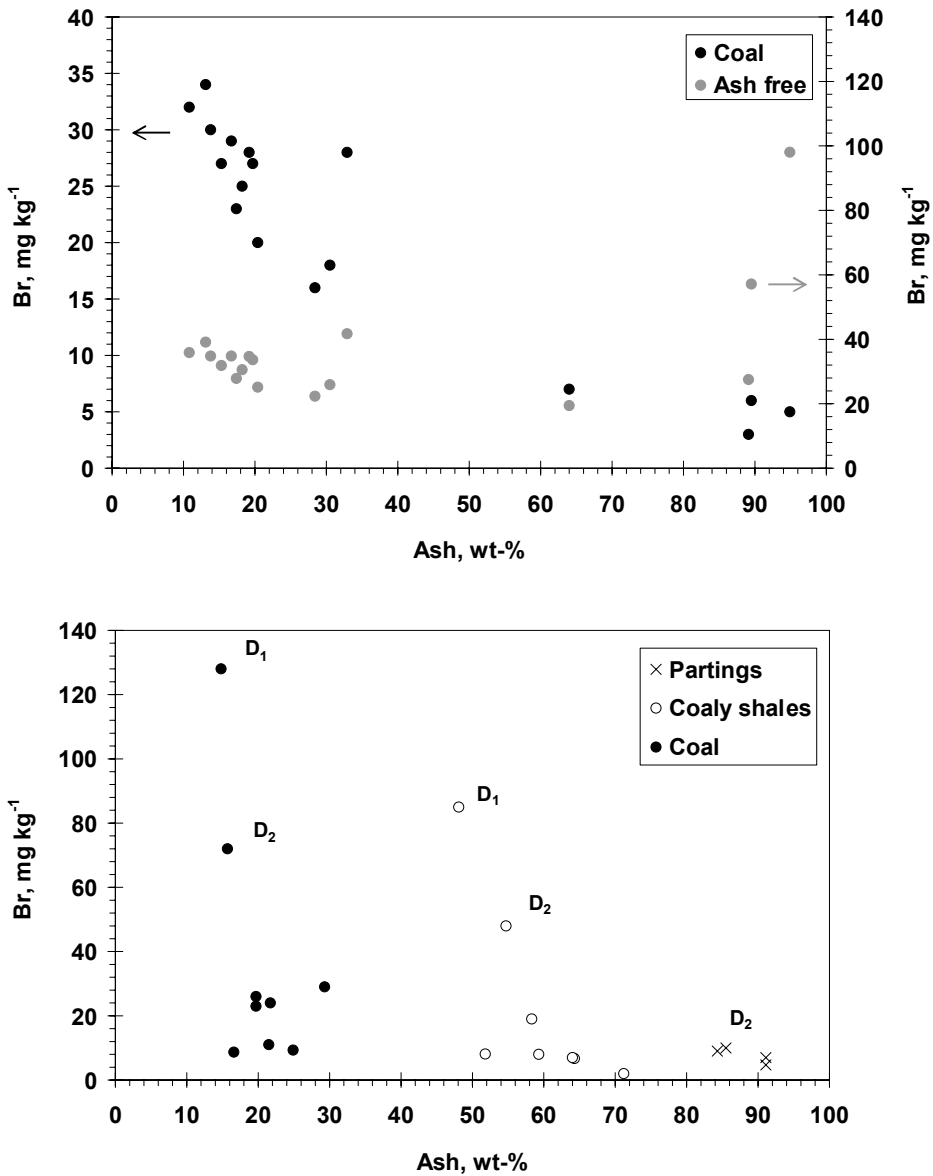 40
35
30
25
20
15
10
5
0
Br, mg kg⁻¹
140
120
100
80
60
40
20
0
Br, mg kg⁻¹
Coal
Ash free
0 10 20 30 40 50 60 70 80 90 100
Ash, wt-%
140
120
100
80
60
40
20
0
Br, mg kg⁻¹
D₁
D₂
D₁
D₂
D₂
Partings
Coaly shales
Coal
0 10 20 30 40 50 60 70 80 90 100
Ash, wt-%